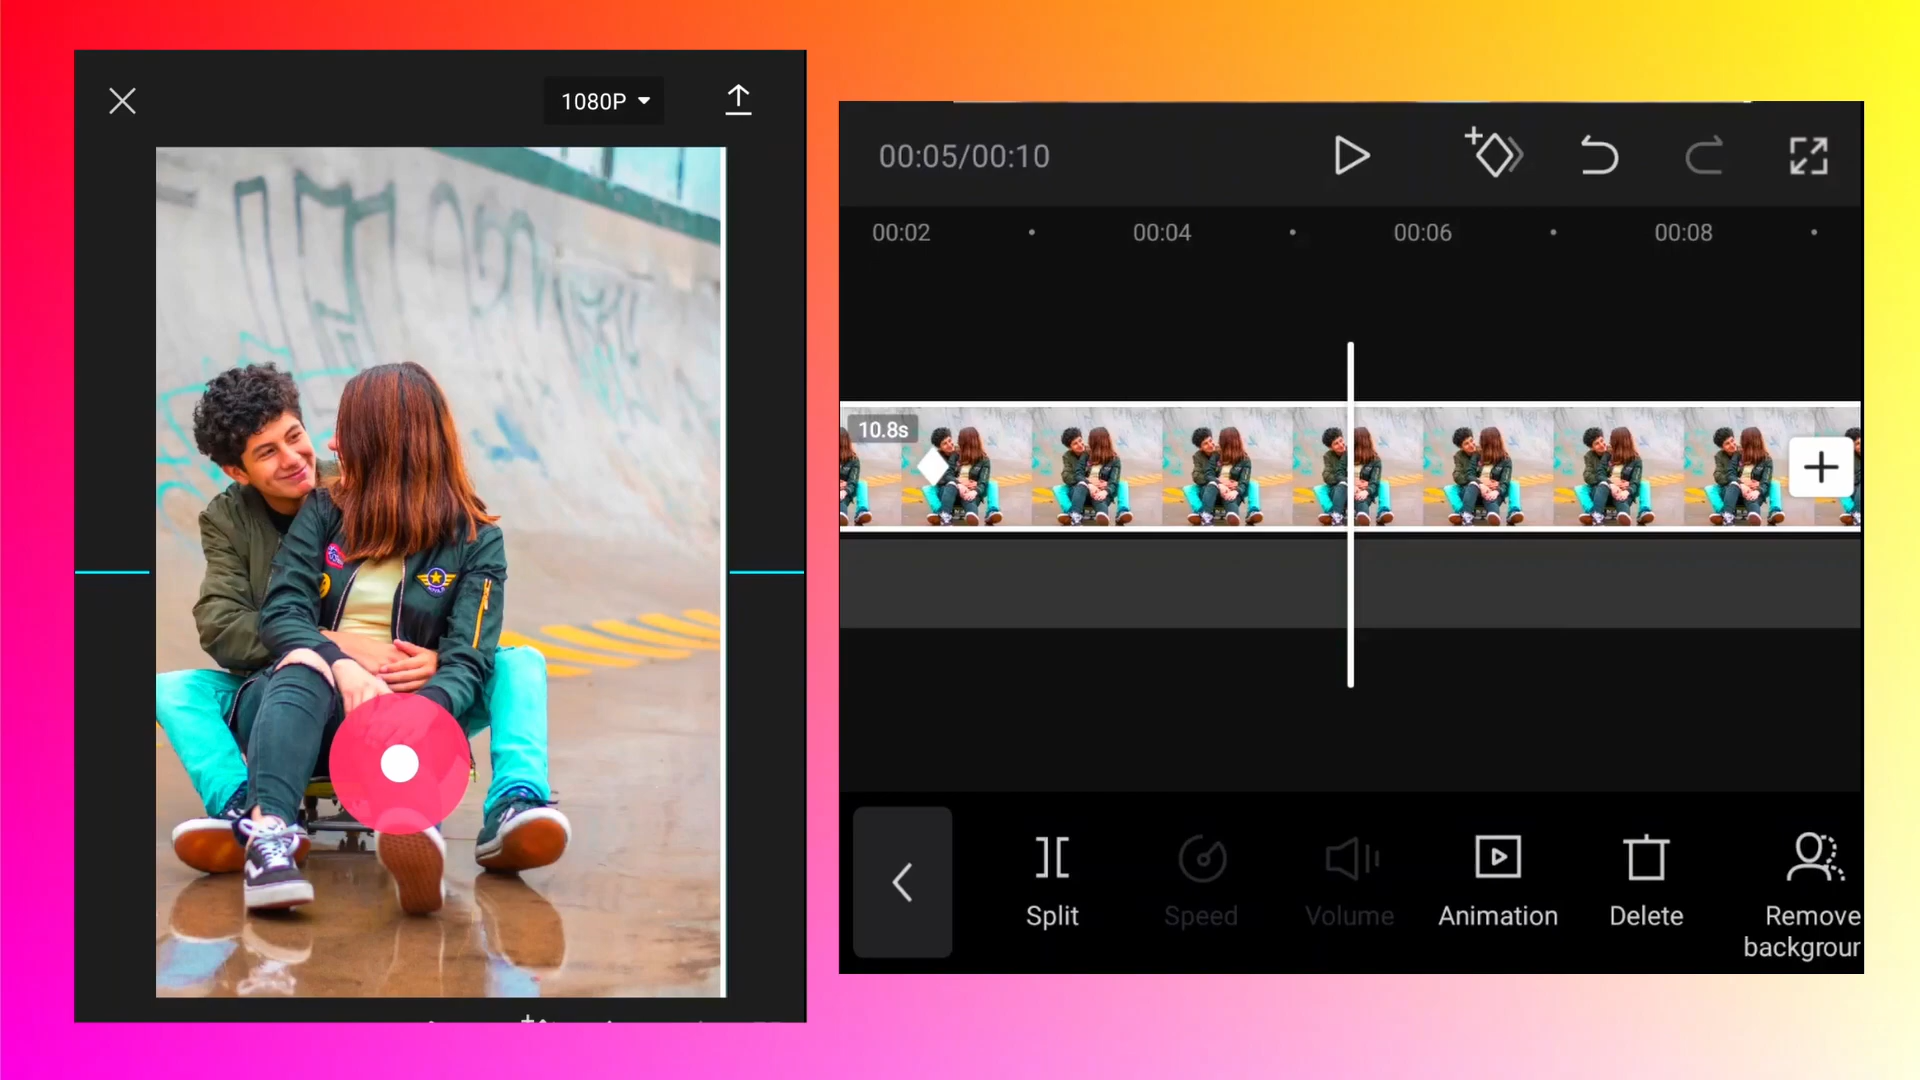 1080P
00:05/00:10
00:02
00:04
00:06
00:08
10.8s
Split
Speed
Volume
Animation
Delete
Remove
backgrour